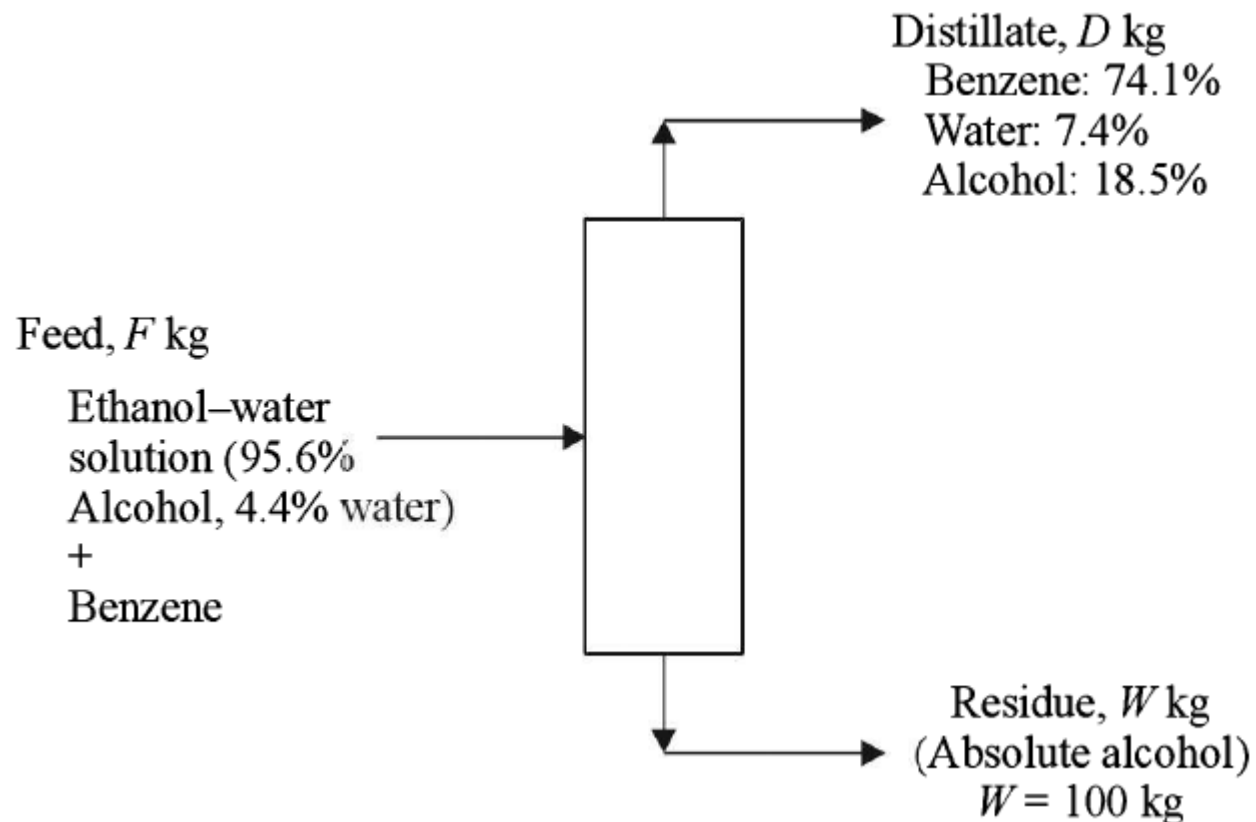 Distillate, D kg
Benzene: 74.1%
Water: 7.4%
Alcohol: 18.5%
Feed, F kg
Ethanol–water
solution (95.6%
Alcohol, 4.4% water)
+
Benzene
Residue, W kg
(Absolute alcohol)
W = 100 kg